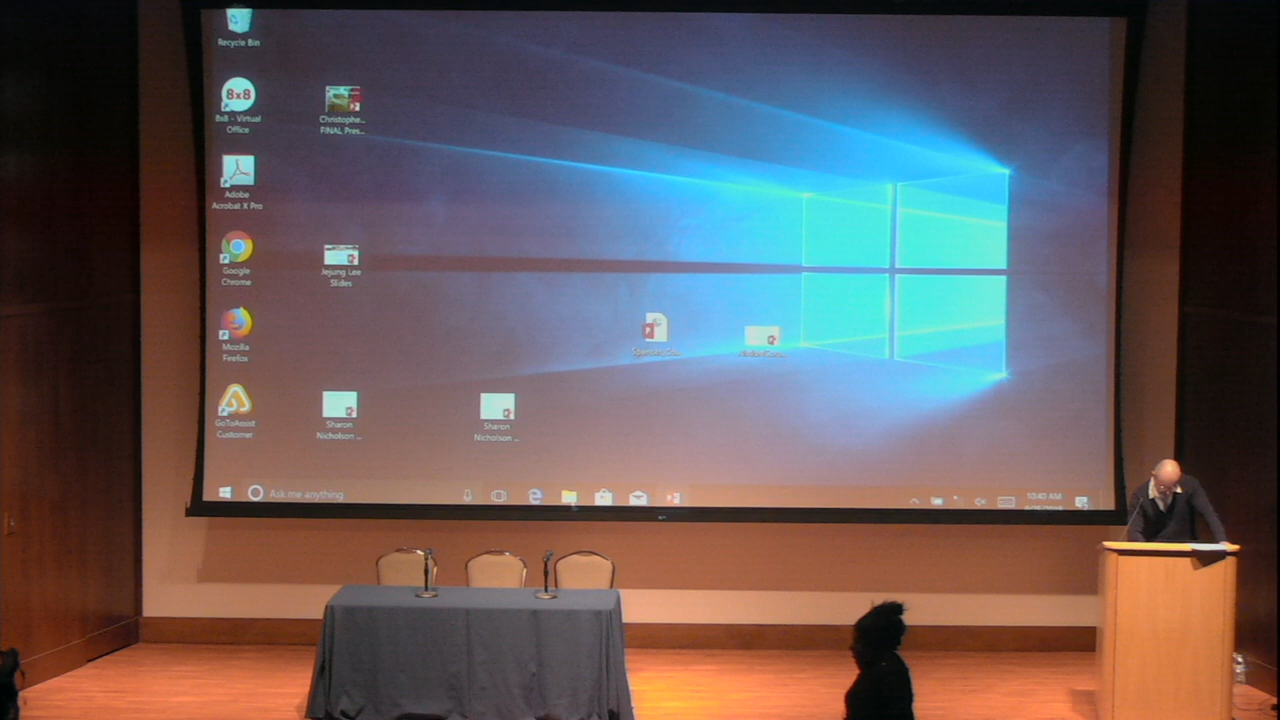 Recycle Bin
8x8
8x8 - Virtual
Office
Christophe...
FINAL Pres...
Adobe
Acrobat X Pro
Google
Chrome
Jejung Lee
Slides
Mozilla
Firefox
GoToAssist
Customer
Sharon
Nicholson ...
Sharon
Nicholson ...
Ask me anything
10:40 AM